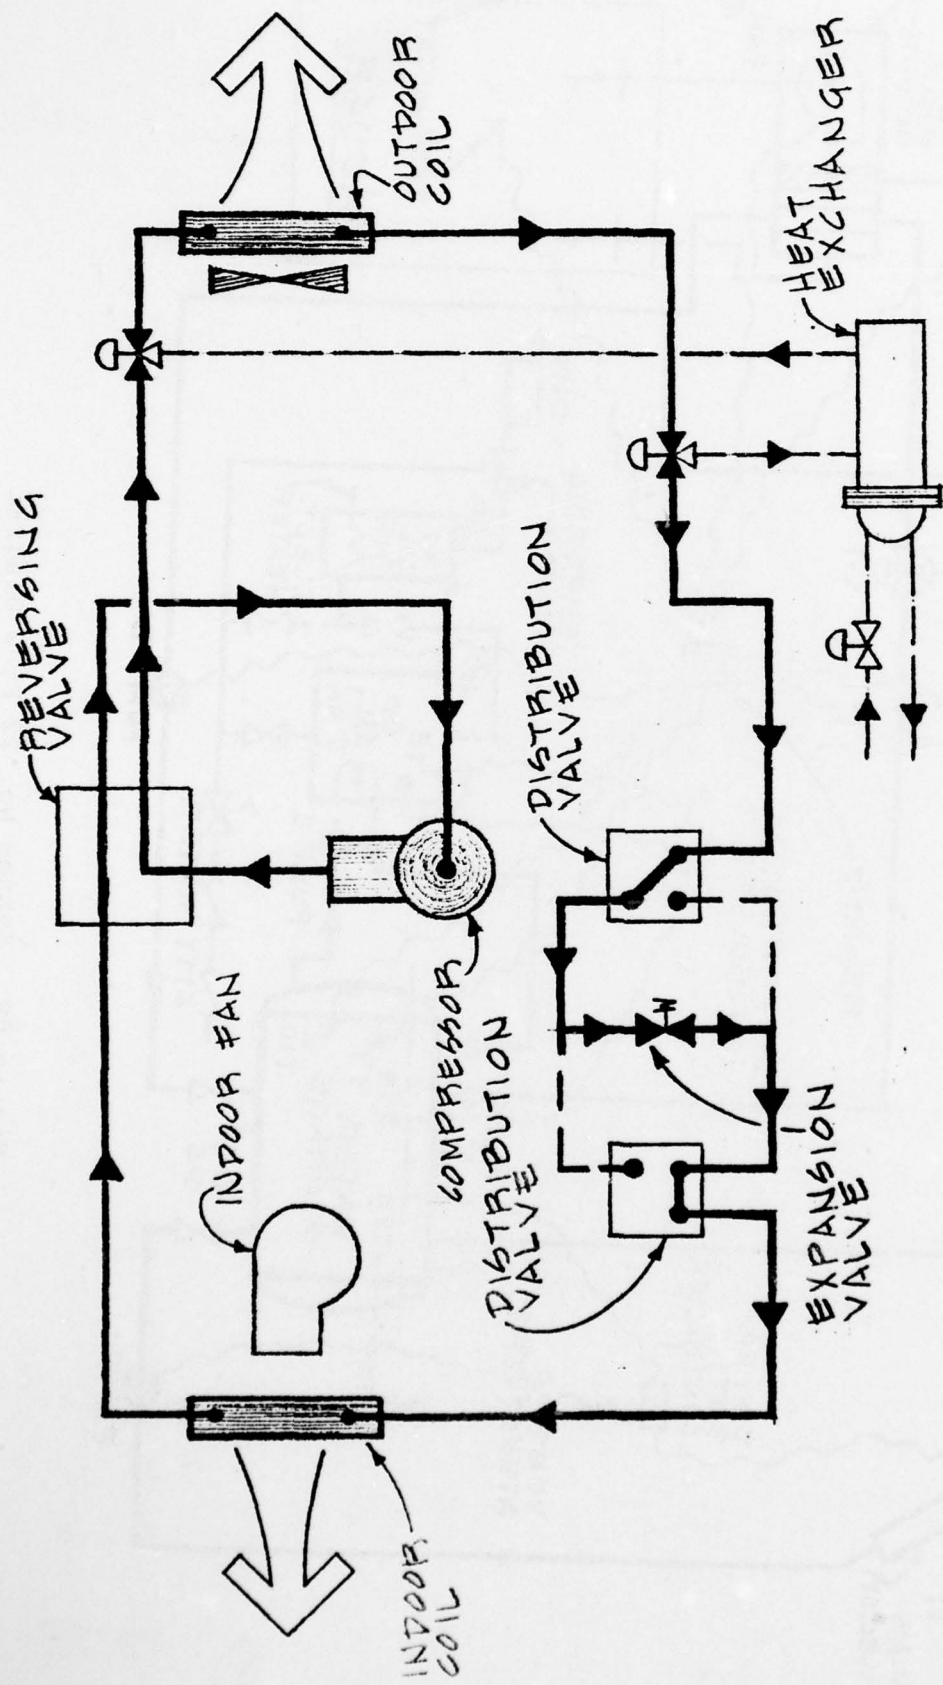 REVERSING
VALVE
OUTDOOR
COIL
HEAT
EXCHANGER
DISTRIBUTION
VALVE
INDOOR FAN
COMPRESSOR
DISTRIBUTION
VALVE
EXPANSION
VALVE
INDOOR
COIL